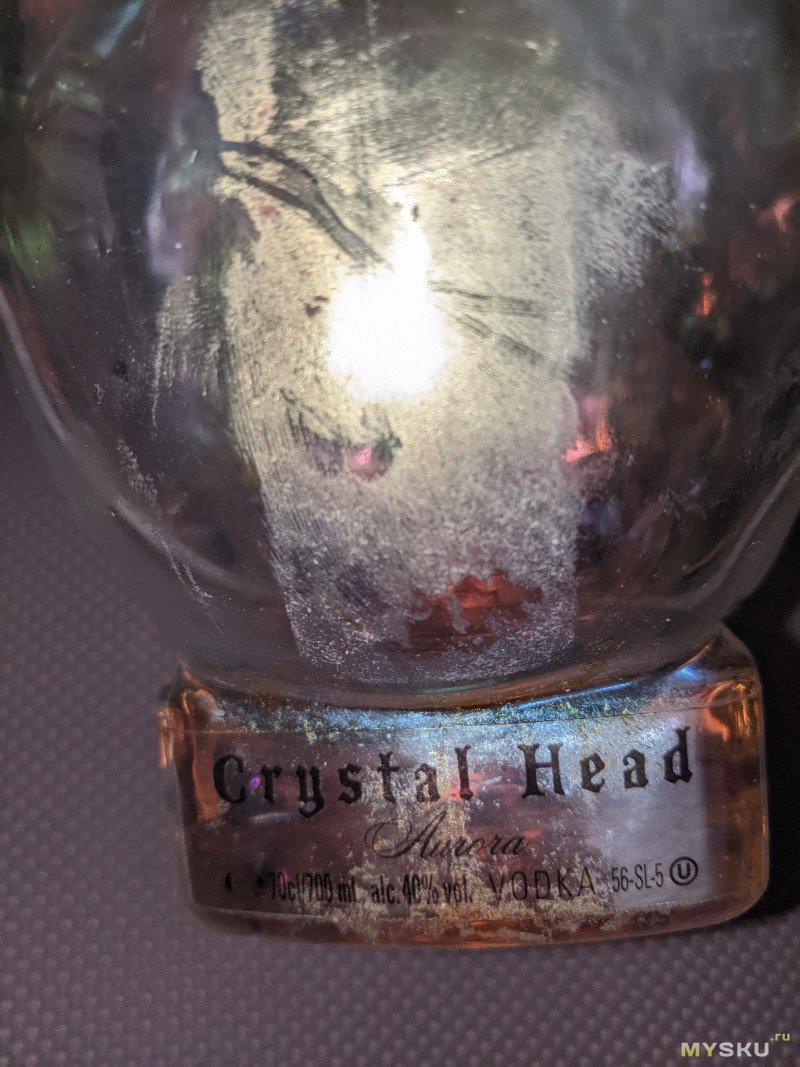 Crystal Head
Aurora
70cl/700 ml alc. 40% vol. VODKA 56-SL-5 U
MYSKU.ru